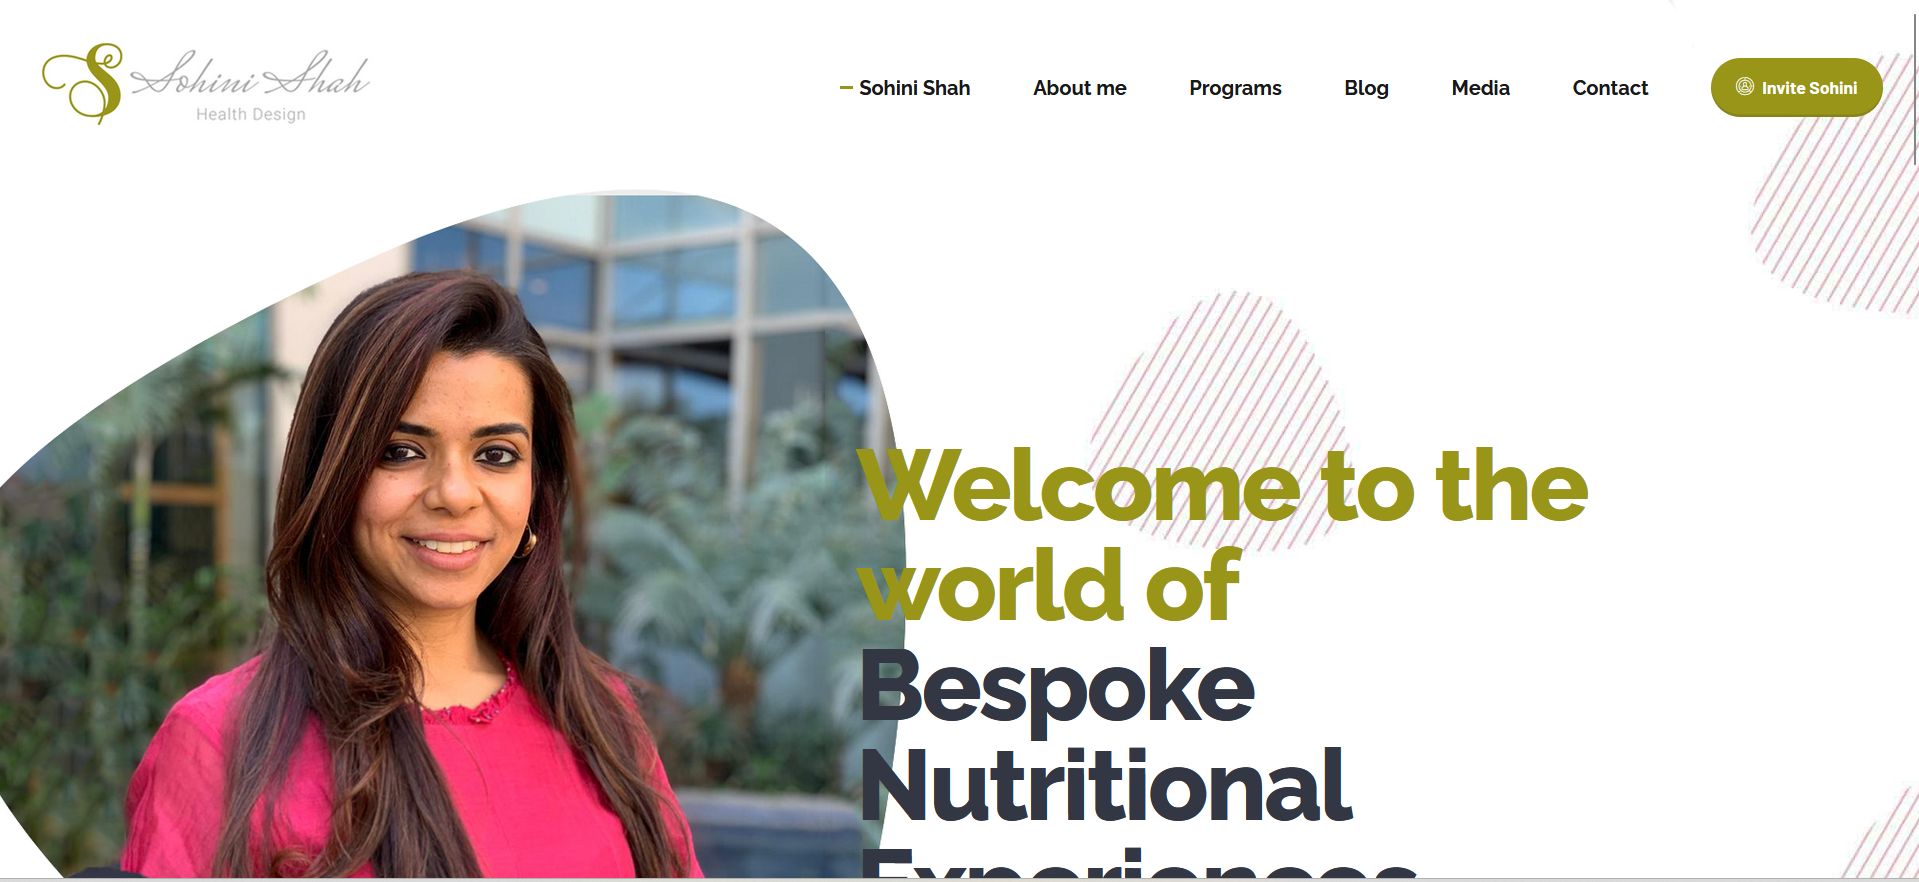 Sohini Shah
Health Design
Sohini Shah
About me
Programs
Blog
Media
Contact
Invite Sohini
Welcome to the
world of
Bespoke
Nutritional
Experiences